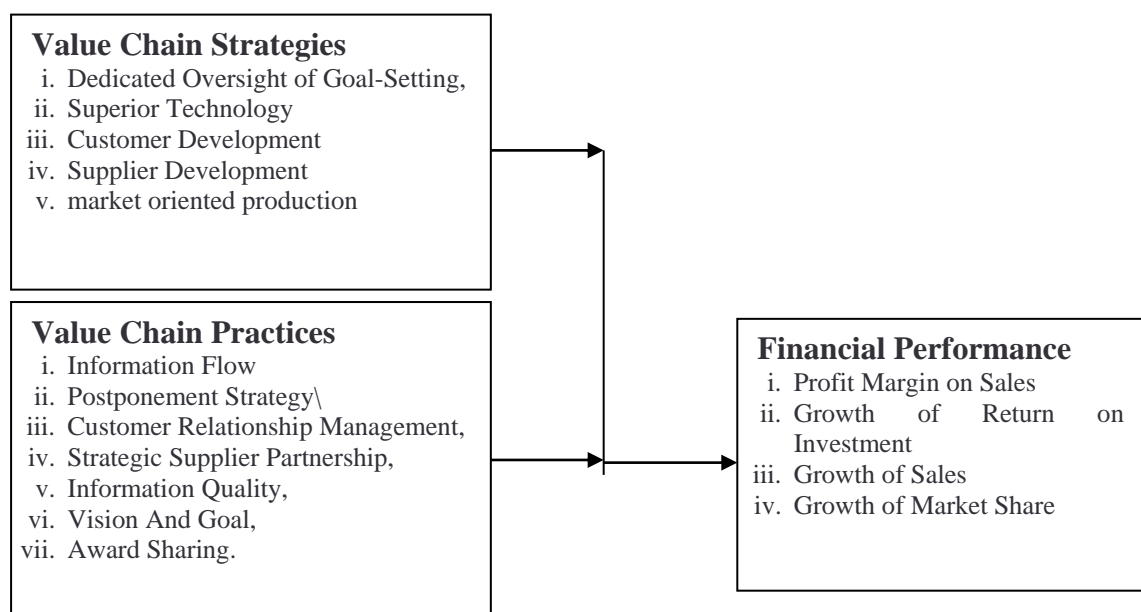 Value Chain Strategies
i. Dedicated Oversight of Goal-Setting,
ii. Superior Technology
iii. Customer Development
iv. Supplier Development
v. market oriented production
Value Chain Practices
i. Information Flow
ii. Postponement Strategy\
iii. Customer Relationship Management,
iv. Strategic Supplier Partnership,
v. Information Quality,
vi. Vision And Goal,
vii. Award Sharing.
Financial Performance
i. Profit Margin on Sales
ii. Growth of Return on
Investment
iii. Growth of Sales
iv. Growth of Market Share